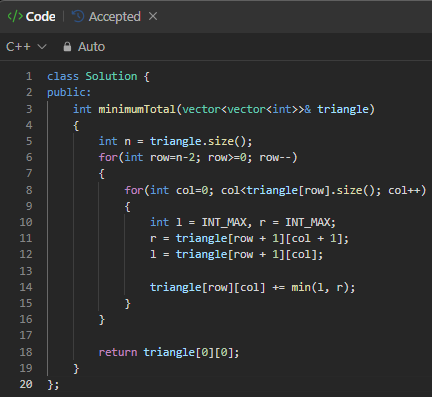 </> Code | Accepted ×
C++ Auto
1 class Solution {
2 public:
3     int minimumTotal(vector<vector<int>>& triangle)
4     {
5         int n = triangle.size();
6         for(int row=n-2; row>=0; row--)
7         {
8             for(int col=0; col<triangle[row].size(); col++)
9             {
10                 int l = INT_MAX, r = INT_MAX;
11                 r = triangle[row + 1][col + 1];
12                 l = triangle[row + 1][col];
13
14                 triangle[row][col] += min(l, r);
15             }
16         }
17
18         return triangle[0][0];
19     }
20 };